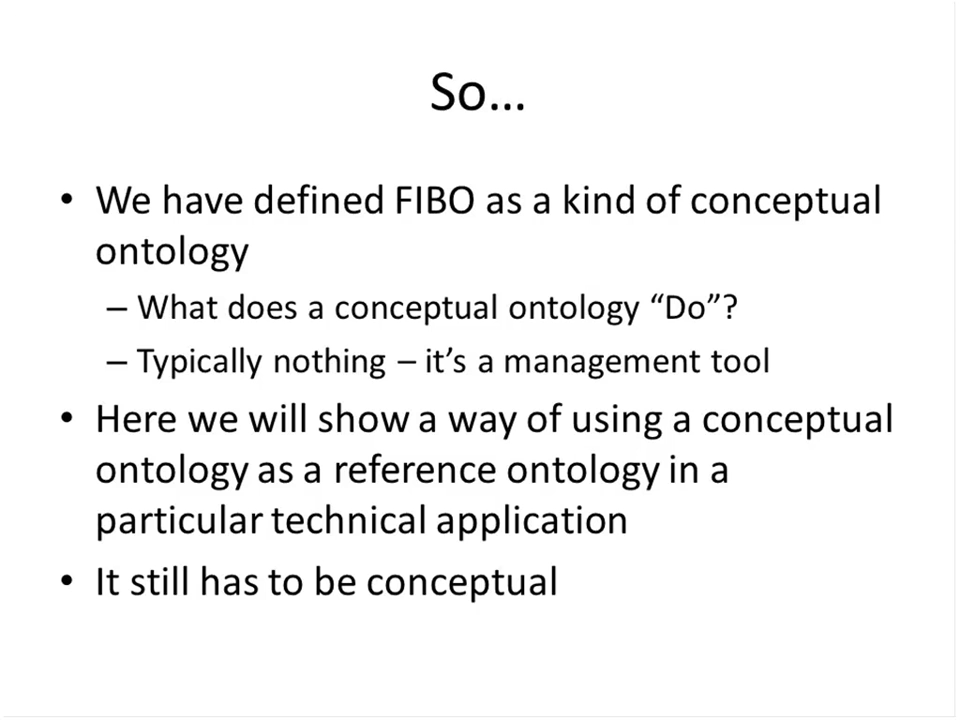 So…
• We have defined FIBO as a kind of conceptual
ontology
– What does a conceptual ontology “Do”?
– Typically nothing – it’s a management tool
• Here we will show a way of using a conceptual
ontology as a reference ontology in a
particular technical application
• It still has to be conceptual